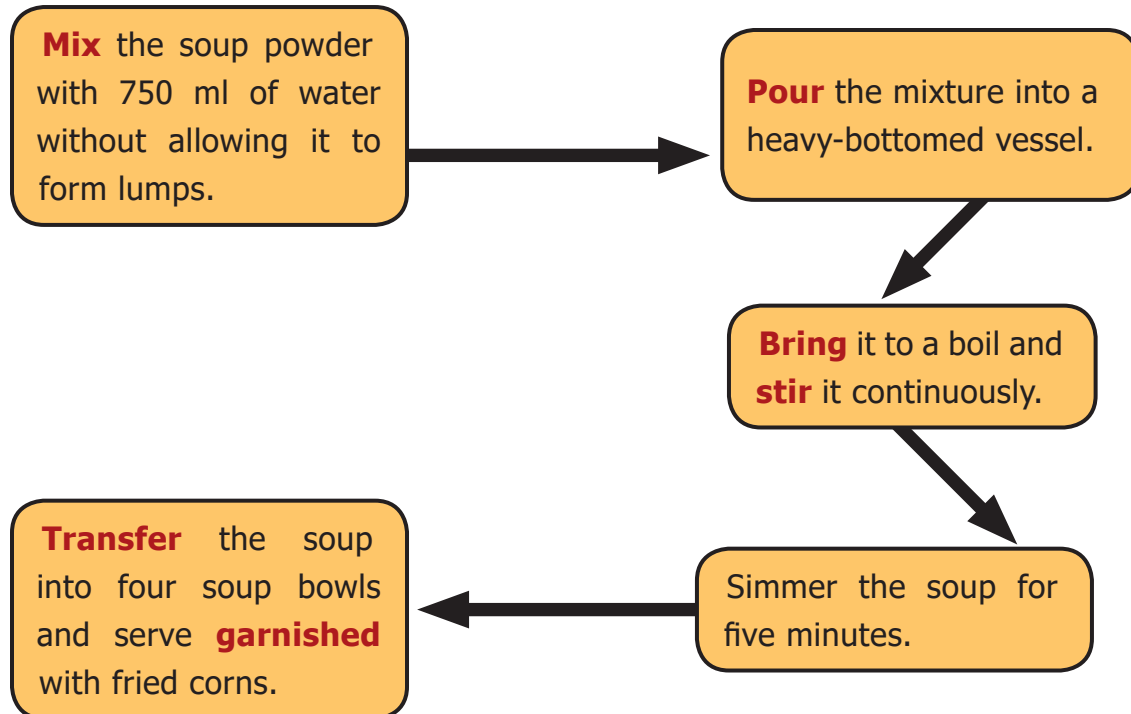 Mix the soup powder
with 750 ml of water
without allowing it to
form lumps.
Pour the mixture into a
heavy-bottomed vessel.
Bring it to a boil and
stir it continuously.
Simmer the soup for
five minutes.
Transfer the soup
into four soup bowls
and serve garnished
with fried corns.